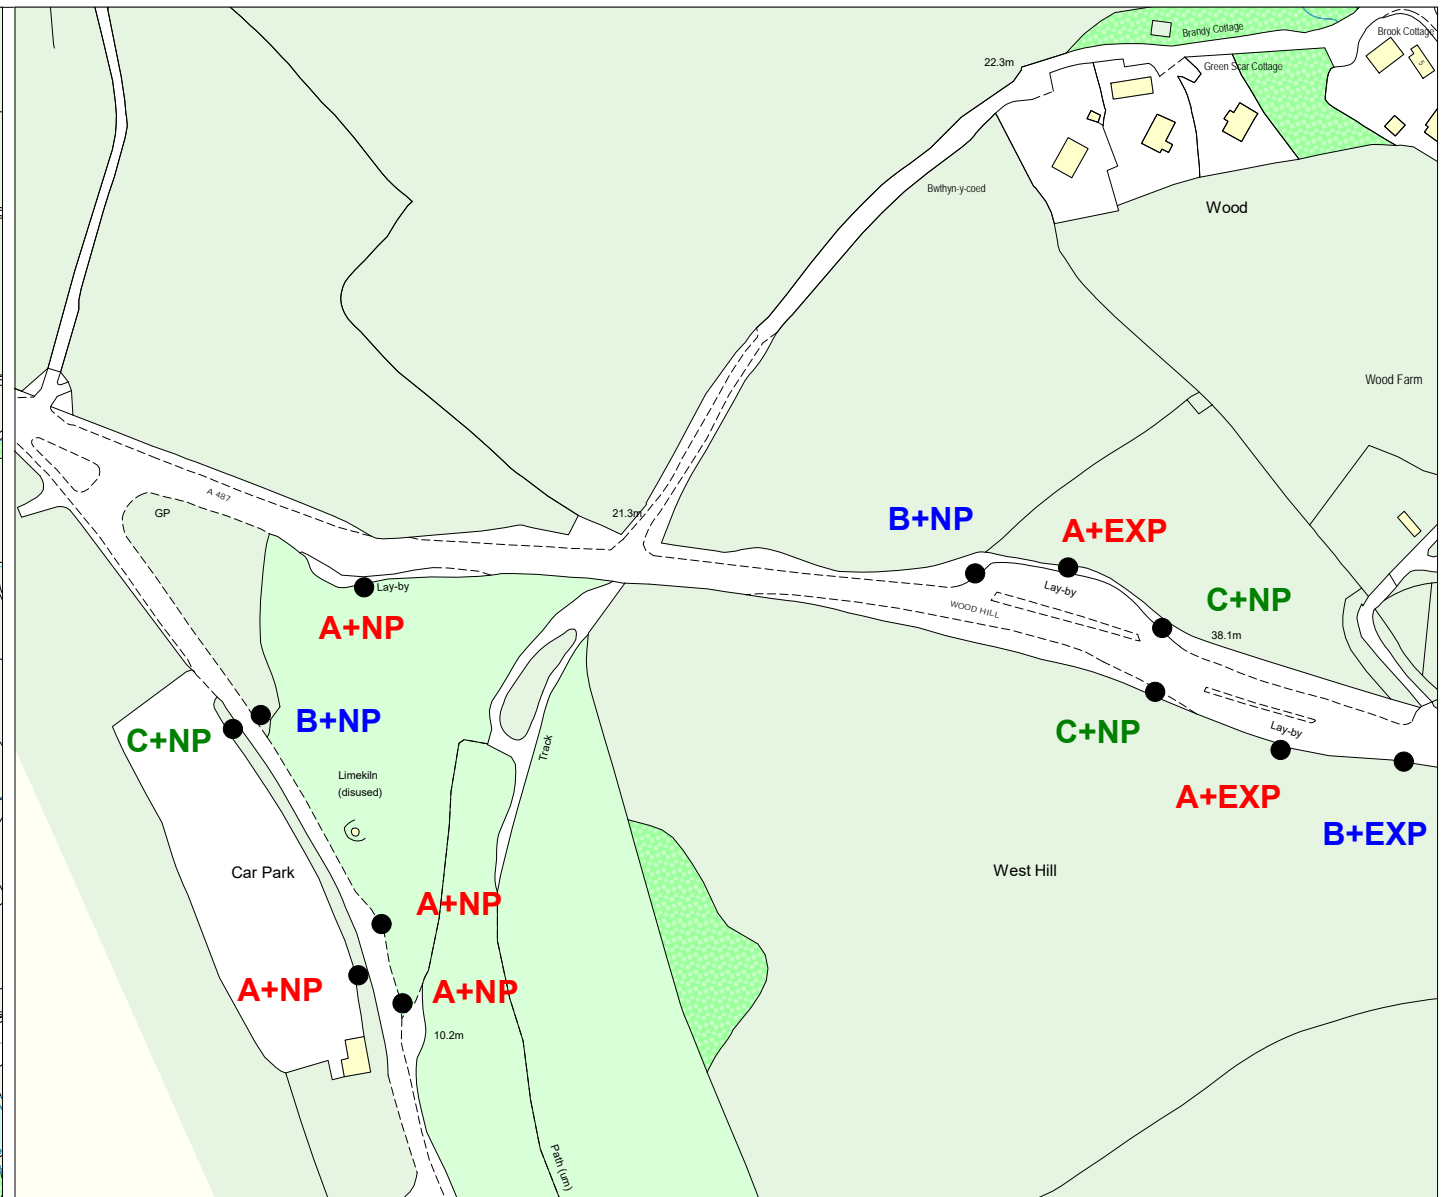 Brandy Cottage
Brook Cottage
22.3m
Green Scar Cottage
5
Bwthyn-y-coed
Wood
Wood Farm
A 487
GP
21.3m
B+NP
A+EXP
Lay-by
Lay-by
C+NP
WOOD HILL
A+NP
38.1m
C+NP
B+NP
C+NP
Lay-by
Track
Limekiln
(disused)
A+EXP
B+EXP
Car Park
West Hill
A+NP
A+NP
A+NP
10.2m
Path (um)